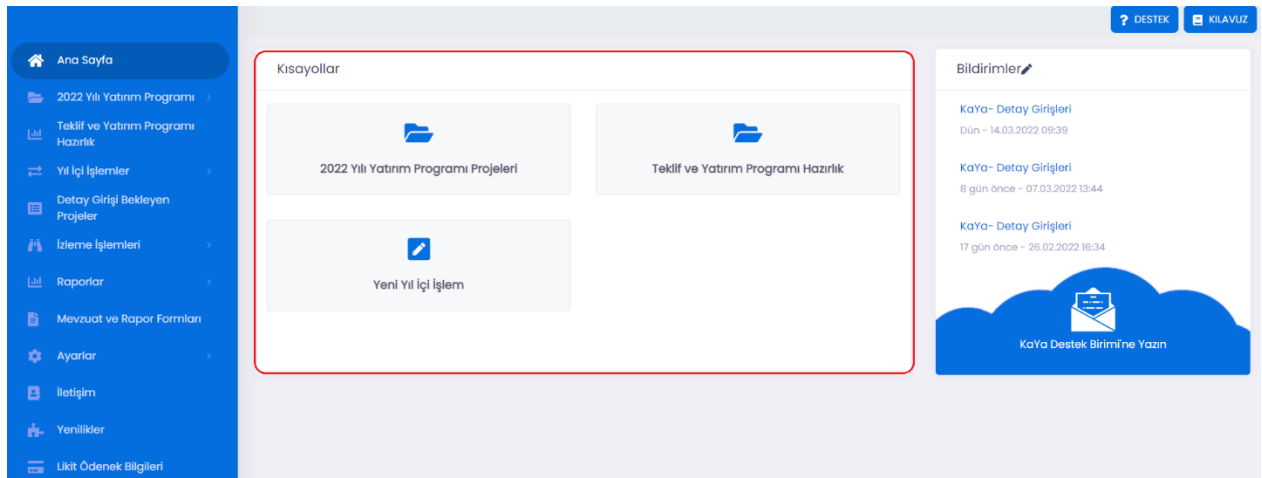 DESTEK
KILAVUZ
Ana Sayfa
2022 Yılı Yatırım Programı
Teklif ve Yatırım Programı
Hazırlık
Yıl İçi İşlemler
Detay Girişi Bekleyen
Projeler
İzleme İşlemleri
Raporlar
Mevzuat ve Rapor Formları
Ayarlar
İletişim
Yenilikler
Likit Ödenek Bilgileri
Kısayollar
2022 Yılı Yatırım Programı Projeleri
Teklif ve Yatırım Programı Hazırlık
Yeni Yıl İçi İşlem
Bildirimler
KaYa- Detay Girişleri
Dün - 14.03.2022 09:39
KaYa- Detay Girişleri
8 gün önce - 07.03.2022 13:44
KaYa- Detay Girişleri
17 gün önce - 26.02.2022 16:34
KaYa Destek Birimi'ne Yazın